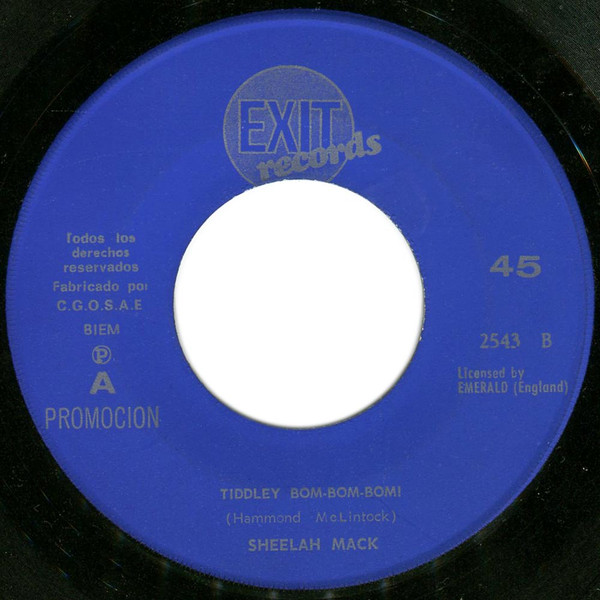 EXIT
records
Todos los
derechos
reservados
Fabricado por
C.G.O.S.A.E
BIEM
P
A
PROMOCION
45
2543 B
Licensed by
EMERALD (England)
TIDDLEY BOM-BOM-BOM!
(Hammond McLintock)
SHEELAH MACK